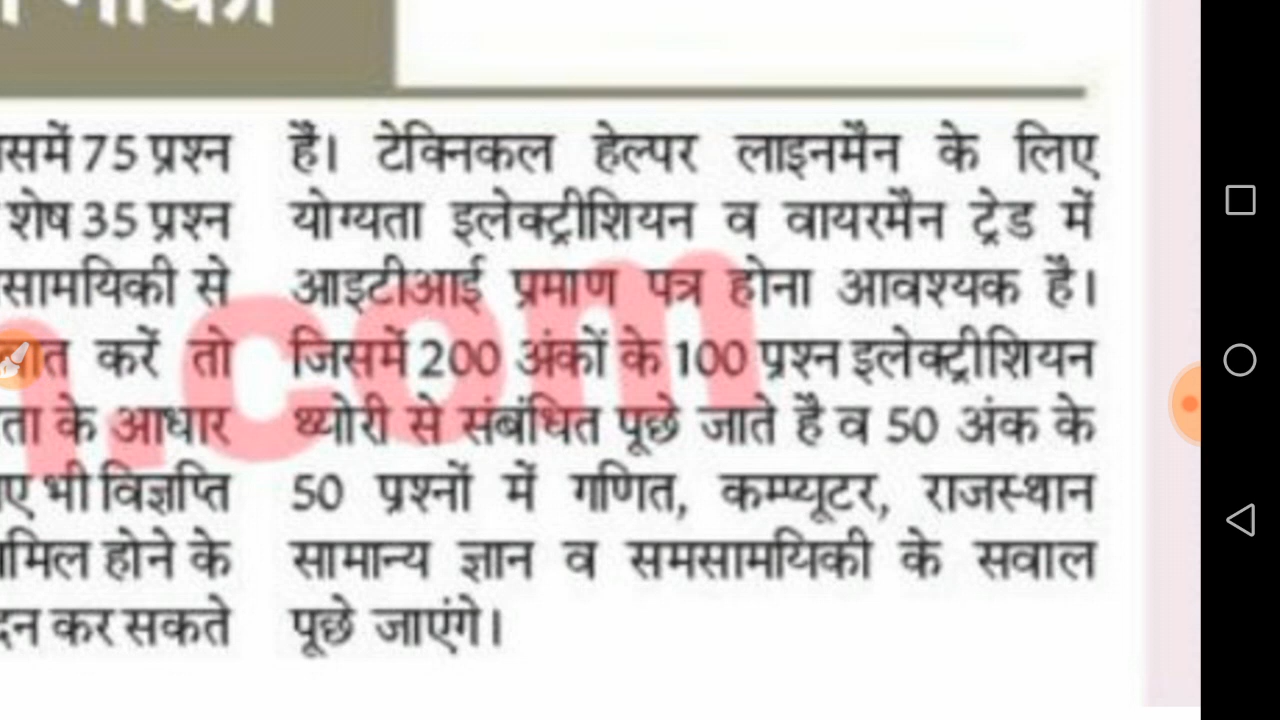 समें 75 प्रश्न
शेष 35 प्रश्न
सामयिकी से
करें तो
ता के आधार
ए भी विज्ञप्ति
मिल होने के
कर सकते
हैं। टेक्निकल हेल्पर लाइनमैन के लिए
योग्यता इलेक्ट्रीशियन व वायरमैन ट्रेड में
आइटीआई प्रमाण पत्र होना आवश्यक है।
जिसमें 200 अंकों के 100 प्रश्न इलेक्ट्रीशियन
थ्योरी से संबंधित पूछे जाते है व 50 अंक के
50 प्रश्नों में गणित, कम्प्यूटर, राजस्थान
सामान्य ज्ञान व समसामयिकी के सवाल
पूछे जाएंगे।
.com